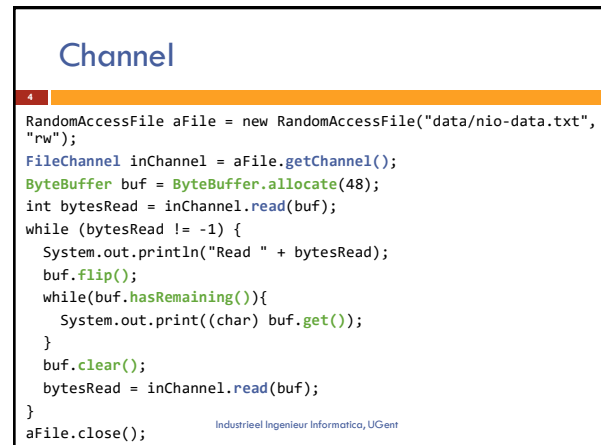 Channel
4
RandomAccessFile aFile = new RandomAccessFile("data/nio-data.txt",
"rw");
FileChannel inChannel = aFile.getChannel();
ByteBuffer buf = ByteBuffer.allocate(48);
int bytesRead = inChannel.read(buf);
while (bytesRead != -1) {
  System.out.println("Read " + bytesRead);
  buf.flip();
  while(buf.hasRemaining()){
    System.out.print((char) buf.get());
  }
  buf.clear();
  bytesRead = inChannel.read(buf);
}
aFile.close();
Industrieel Ingenieur Informatica, UGent